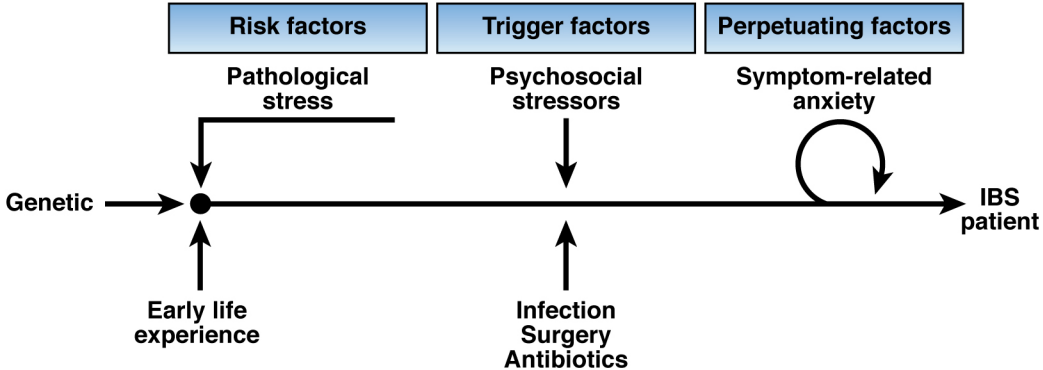 Risk factors
Trigger factors
Perpetuating factors
Pathological
stress
Psychosocial
stressors
Symptom-related
anxiety
Genetic
IBS
patient
Early life
experience
Infection
Surgery
Antibiotics